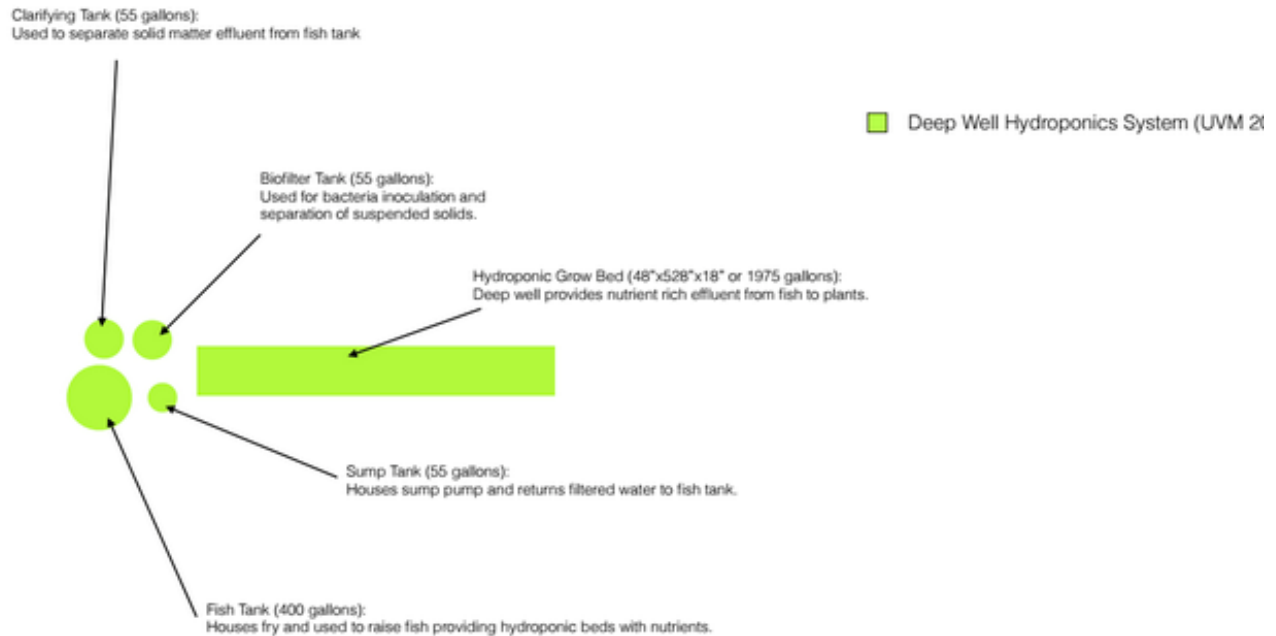 Clarifying Tank (55 gallons):
Used to separate solid matter effluent from fish tank
Deep Well Hydroponics System (UVM 20
Biofilter Tank (55 gallons):
Used for bacteria inoculation and
separation of suspended solids.
Hydroponic Grow Bed (48"x528"x18" or 1975 gallons):
Deep well provides nutrient rich effluent from fish to plants.
Sump Tank (55 gallons):
Houses sump pump and returns filtered water to fish tank.
Fish Tank (400 gallons):
Houses fry and used to raise fish providing hydroponic beds with nutrients.